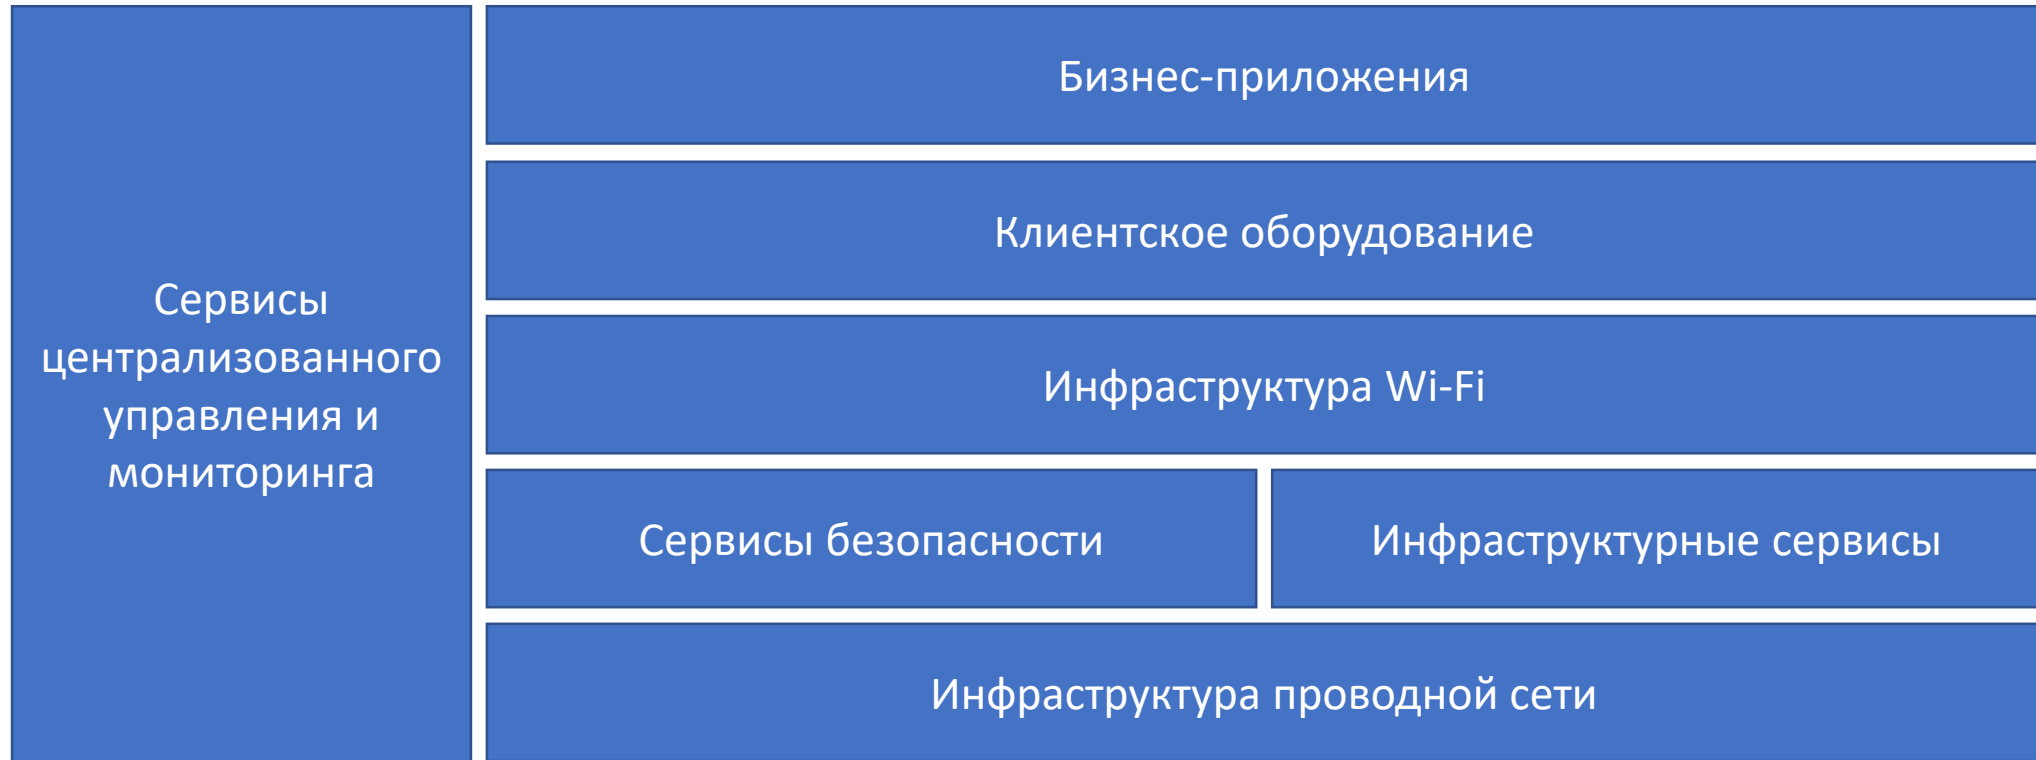 Сервисы
централизованного
управления и
мониторинга
Бизнес-приложения
Клиентское оборудование
Инфраструктура Wi-Fi
Сервисы безопасности
Инфраструктурные сервисы
Инфраструктура проводной сети